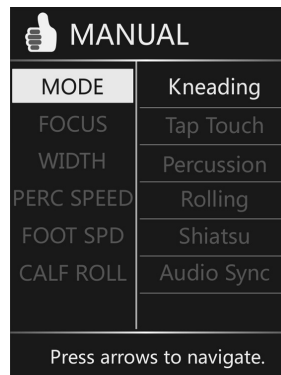 MANUAL
MODE
Kneading
FOCUS
Tap Touch
WIDTH
Percussion
PERC SPEED
Rolling
FOOT SPD
Shiatsu
CALF ROLL
Audio Sync
Press arrows to navigate.